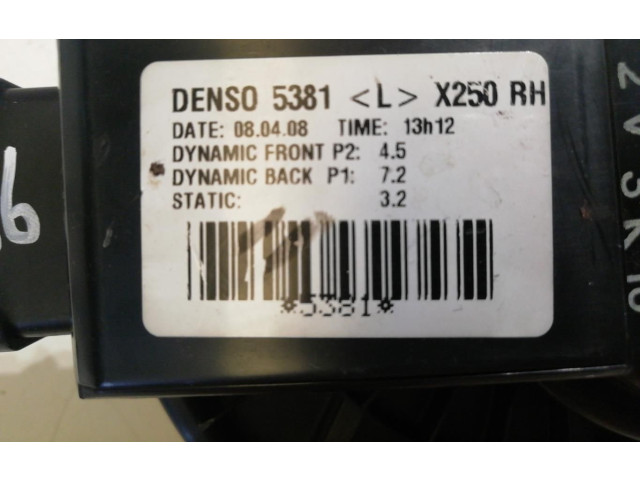 DENSO 5381 <L> X250 RH
DATE: 08.04.08 TIME: 13h12
DYNAMIC FRONT P2: 4.5
DYNAMIC BACK P1: 7.2
STATIC: 3.2
*5381*